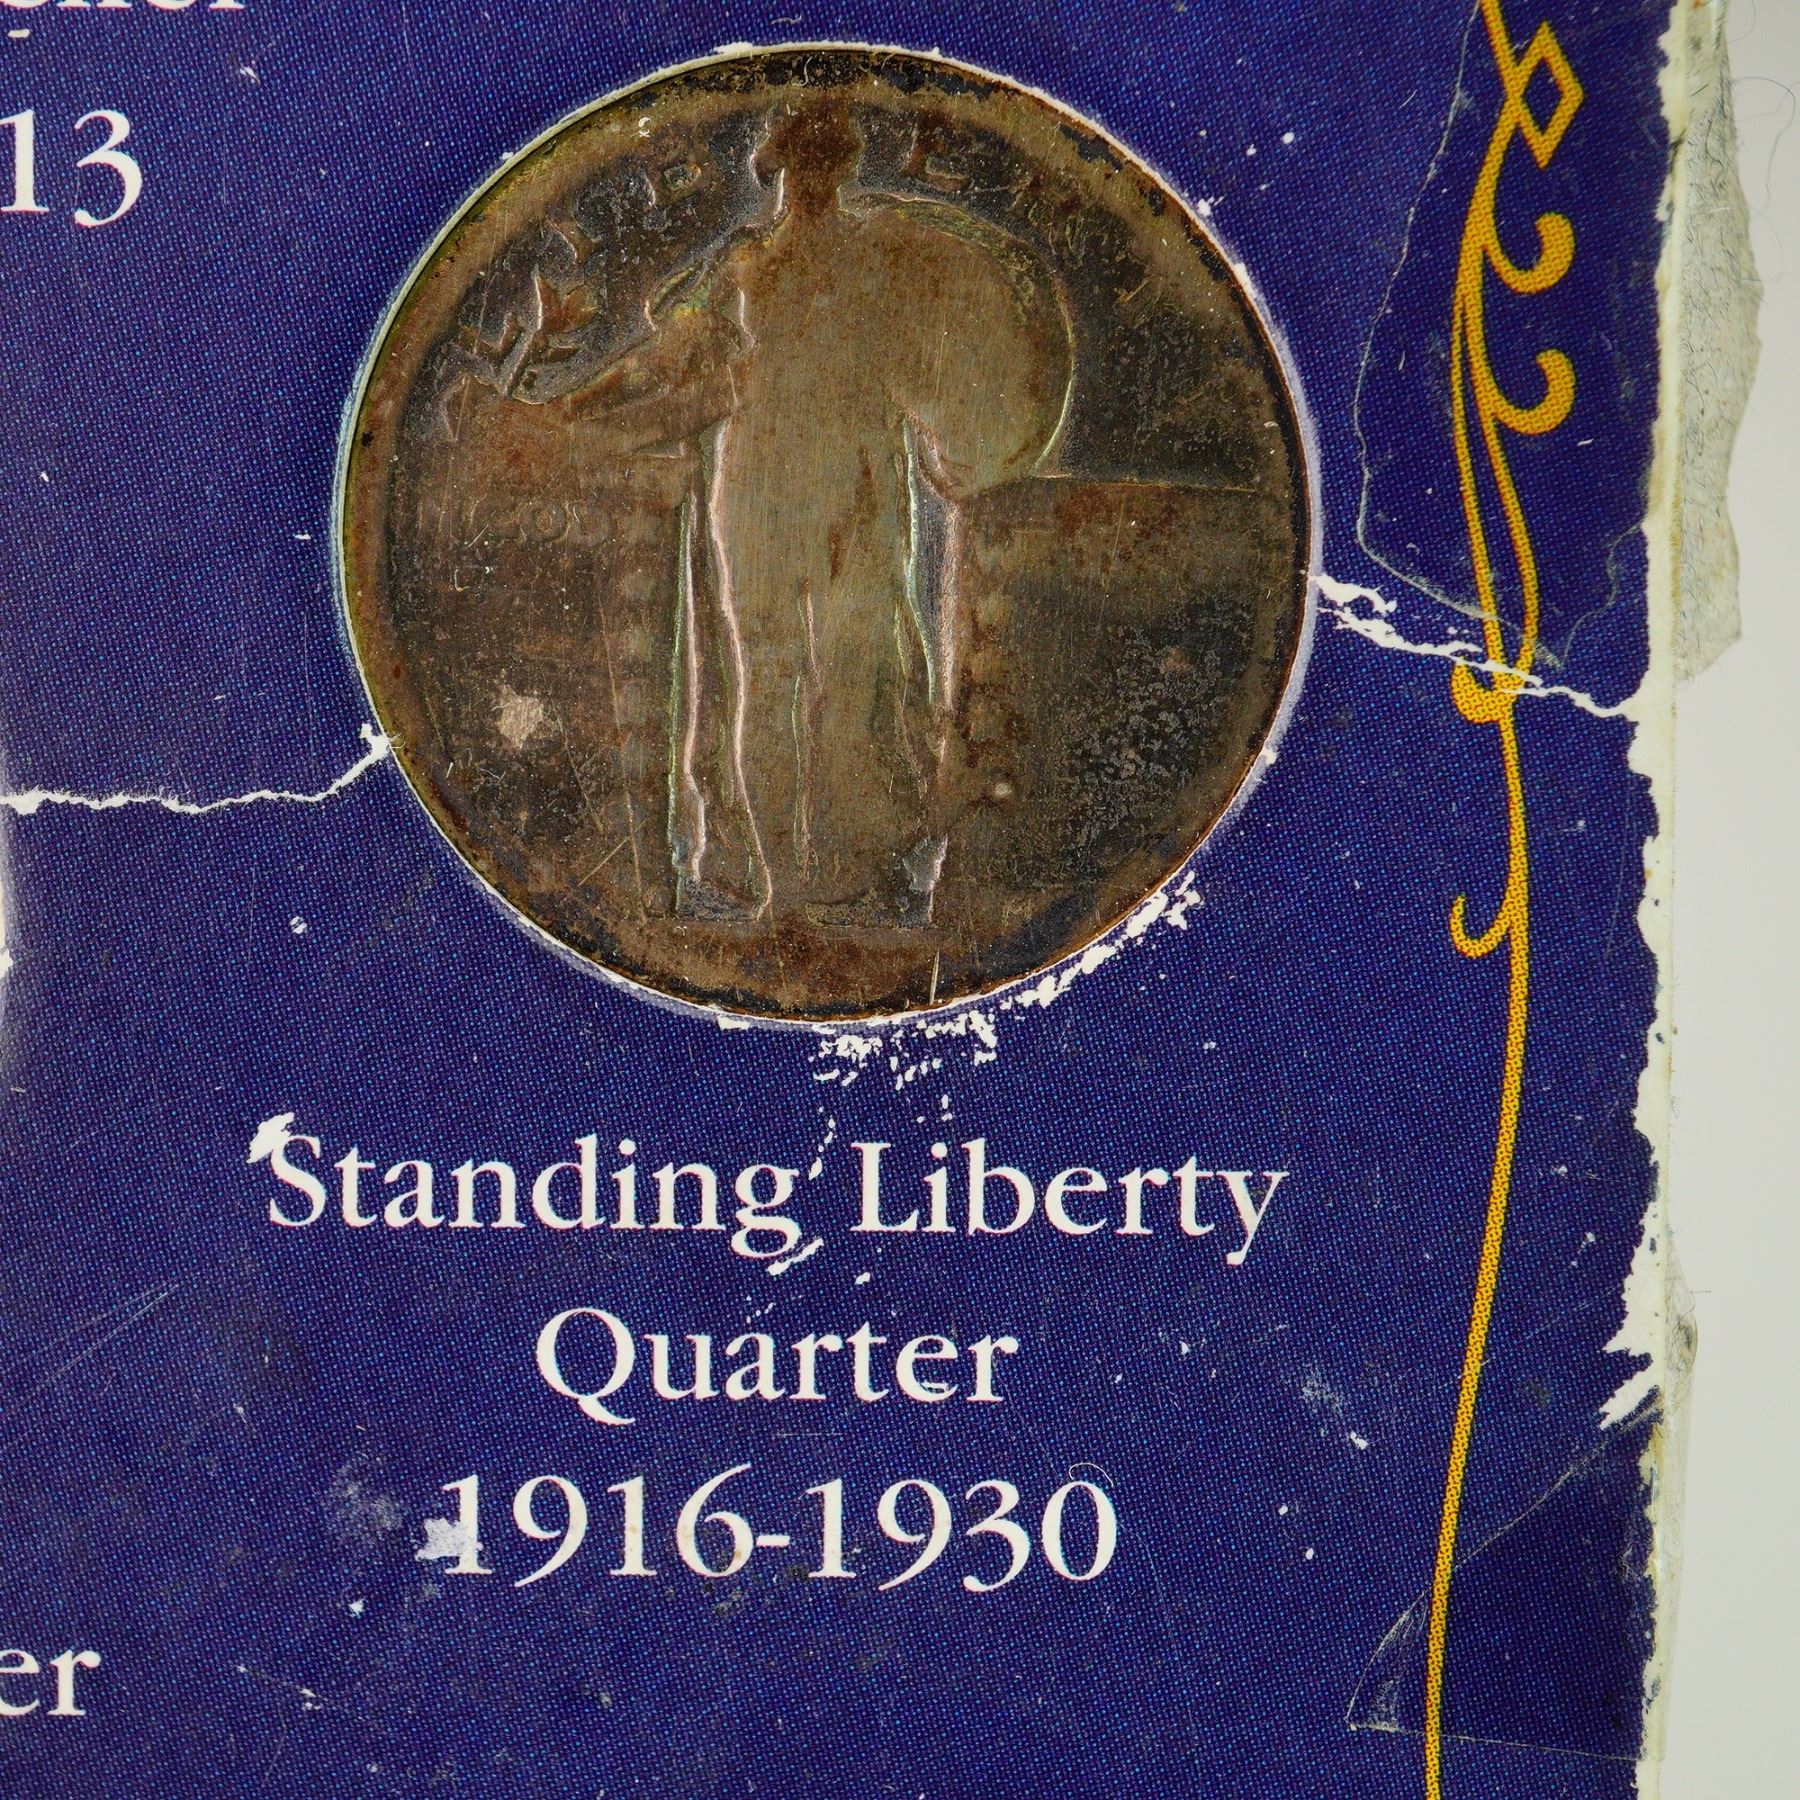 13
Standing Liberty
Quarter
1916-1930
er